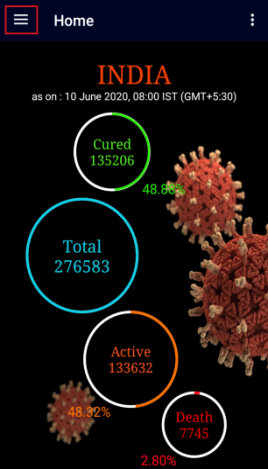 Home
INDIA
as on : 10 June 2020, 08:00 IST (GMT+5:30)
Cured
135206
48.88%
Total
276583
Active
133632
48.32%
Death
7745
2.80%